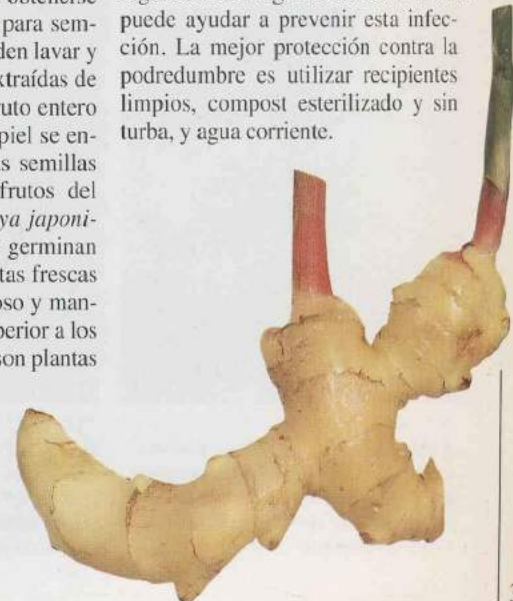 para sem-
den lavar y
xtraídas de
ruto entero
piel se en-
s semillas
frutos del
ya japoni-
germinan
tas frescas
oso y man-
perior a los
son plantas
puede ayudar a prevenir esta infec-
ción. La mejor protección contra la
podredumbre es utilizar recipientes
limpios, compost esterilizado y sin
turba, y agua corriente.